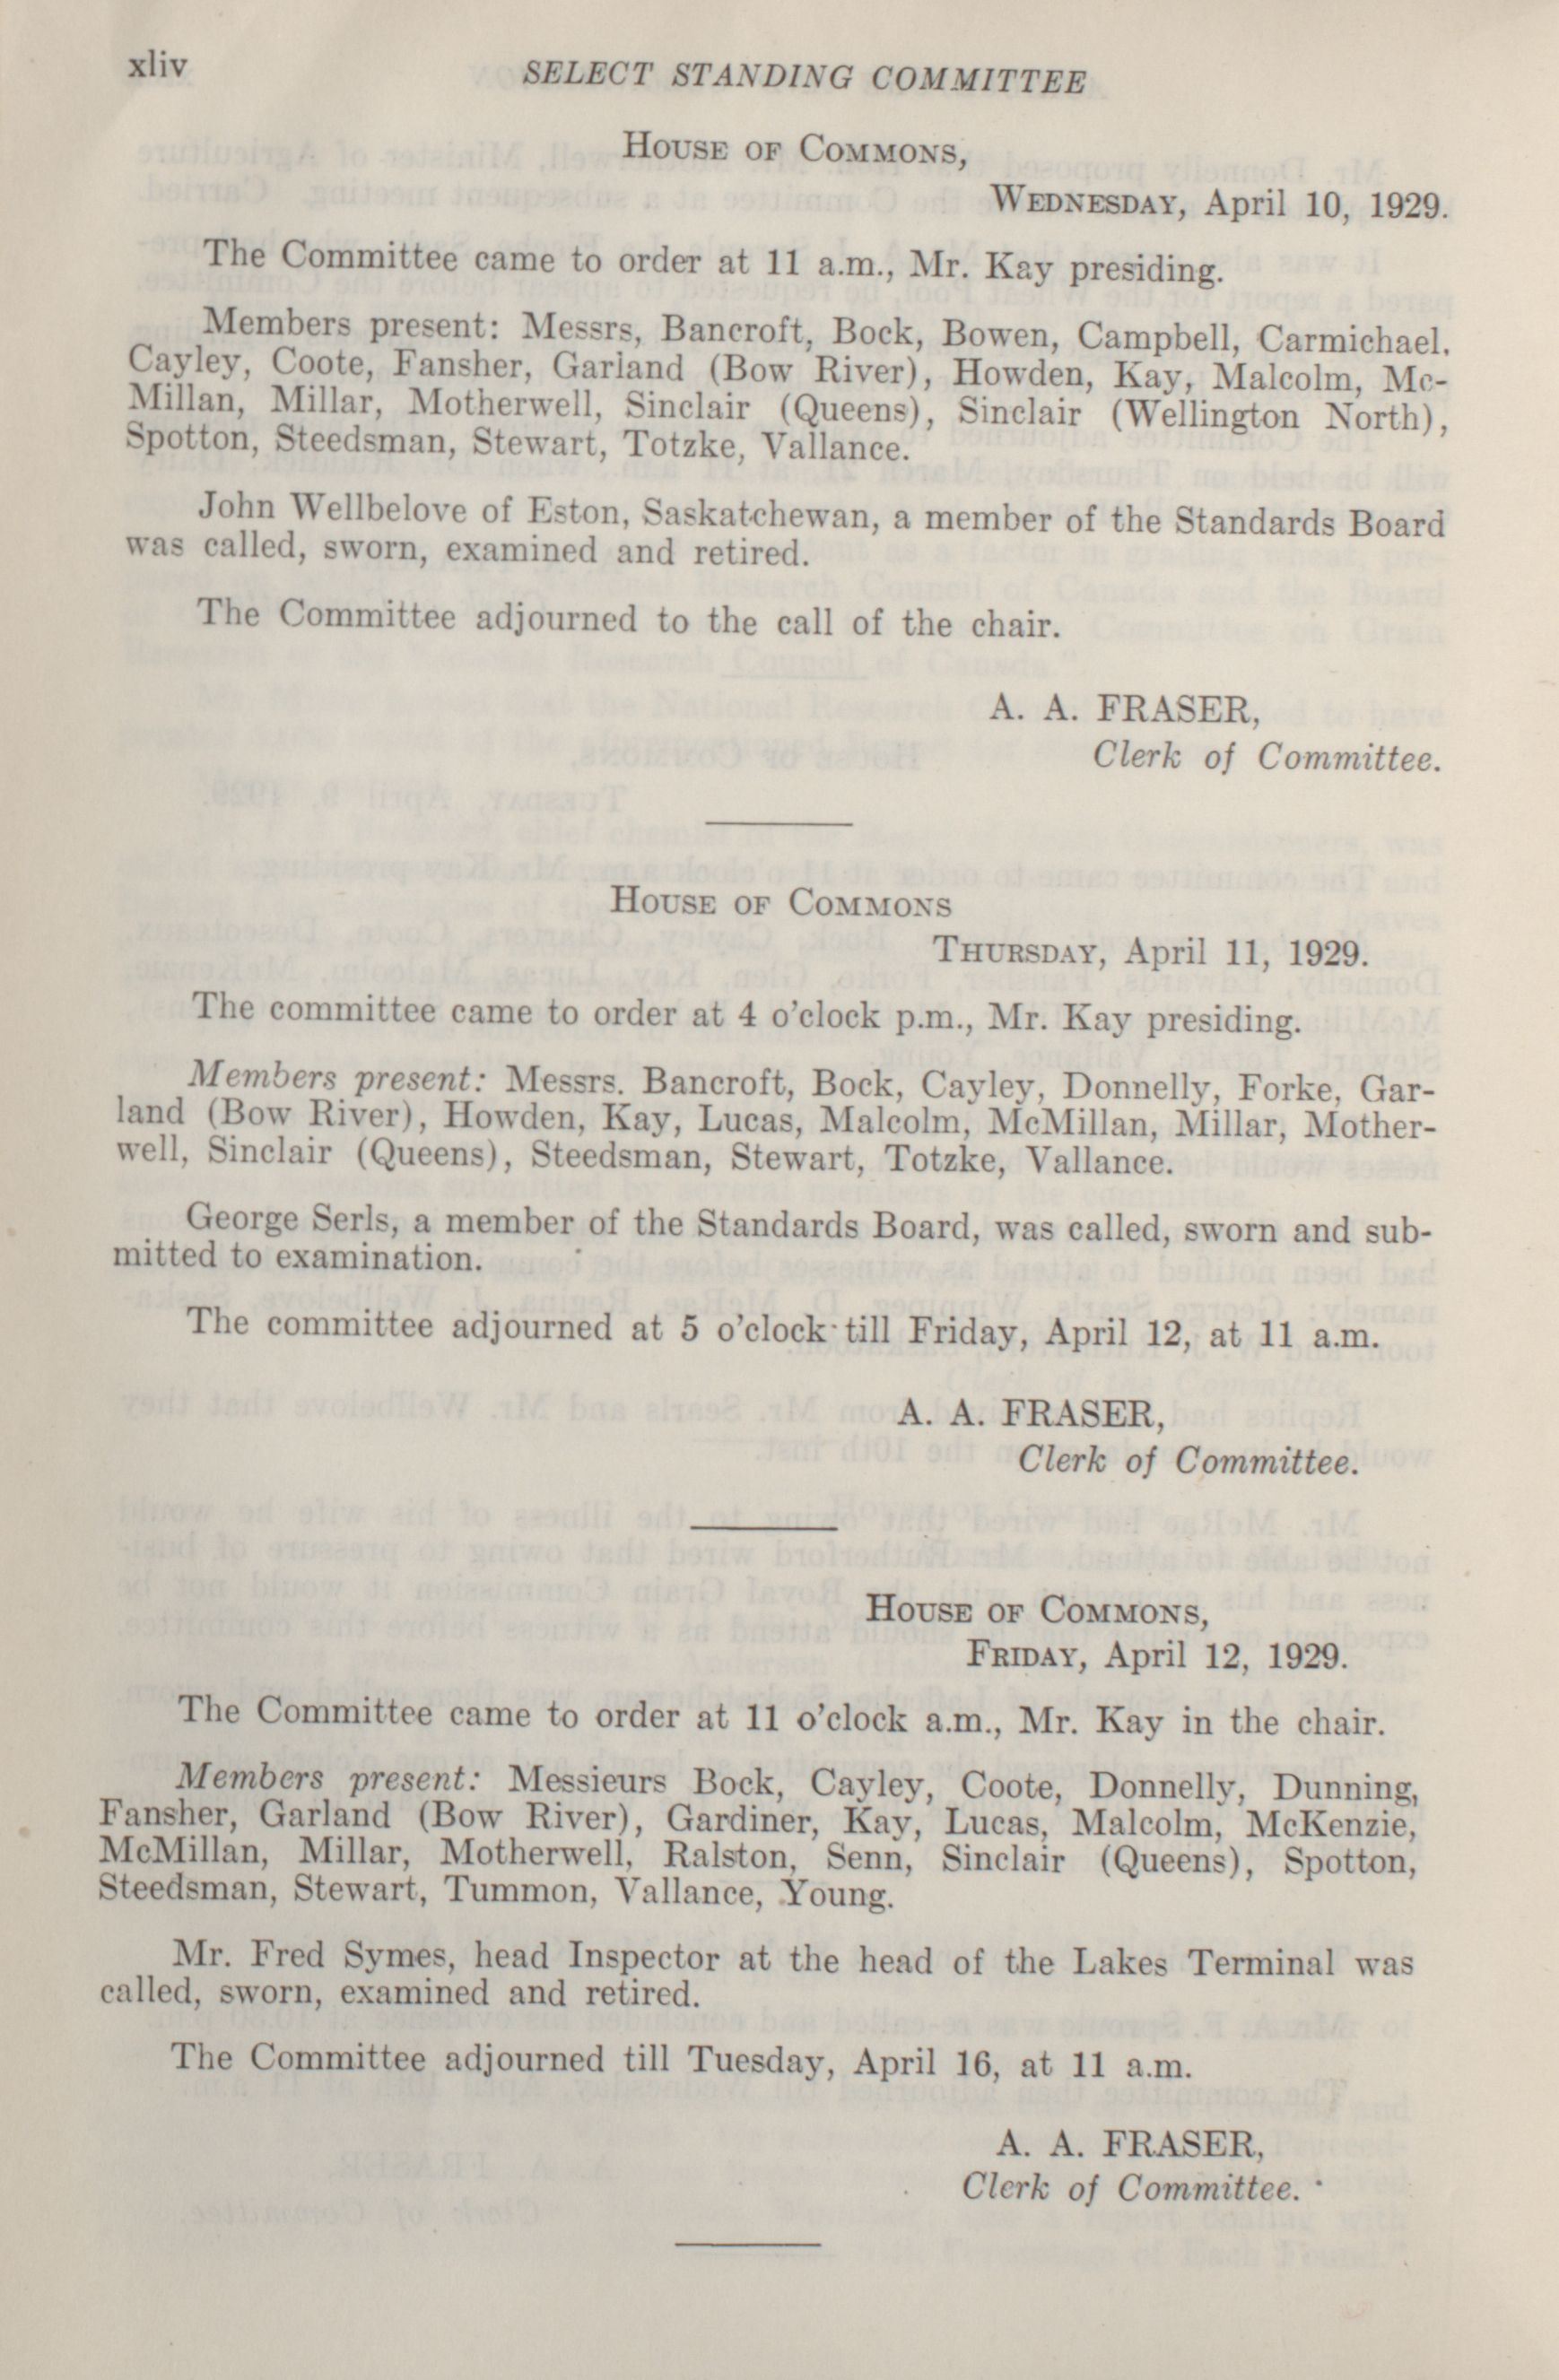 xliv
SELECT STANDING COMMITTEE
House of Commons,
Wednesday, April 10, 1929.
The Committee came to order at 11 a.m., Mr. Kay presiding.
Members present: Messrs, Bancroft, Bock, Bowen, Campbell, Carmichael,
Cayley, Coote, Fansher, Garland (Bow River), Howden, Kay, Malcolm, Mc-
Millan, Millar, Motherwell, Sinclair (Queens), Sinclair (Wellington North),
Spotton, Steedsman, Stewart, Totzke, Vallance.
John Wellbelove of Eston, Saskatchewan, a member of the Standards Board
was called, sworn, examined and retired.
The Committee adjourned to the call of the chair.
A. A. FRASER,
Clerk of Committee.
House of Commons
Thursday, April 11, 1929.
The committee came to order at 4 o'clock p.m., Mr. Kay presiding.
Members present: Messrs. Bancroft, Bock, Cayley, Donnelly, Forke, Gar-
land (Bow River), Howden, Kay, Lucas, Malcolm, McMillan, Millar, Mother-
well, Sinclair (Queens), Steedsman, Stewart, Totzke, Vallance.
George Serls, a member of the Standards Board, was called, sworn and sub-
mitted to examination.
The committee adjourned at 5 o'clock till Friday, April 12, at 11 a.m.
A. A. FRASER,
Clerk of Committee.
House of Commons,
Friday, April 12, 1929.
The Committee came to order at 11 o'clock a.m., Mr. Kay in the chair.
Members present: Messieurs Bock, Cayley, Coote, Donnelly, Dunning,
Fansher, Garland (Bow River), Gardiner, Kay, Lucas, Malcolm, McKenzie,
McMillan, Millar, Motherwell, Ralston, Senn, Sinclair (Queens), Spotton,
Steedsman, Stewart, Tummon, Vallance, Young.
Mr. Fred Symes, head Inspector at the head of the Lakes Terminal was
called, sworn, examined and retired.
The Committee adjourned till Tuesday, April 16, at 11 a.m.
A. A. FRASER,
Clerk of Committee.